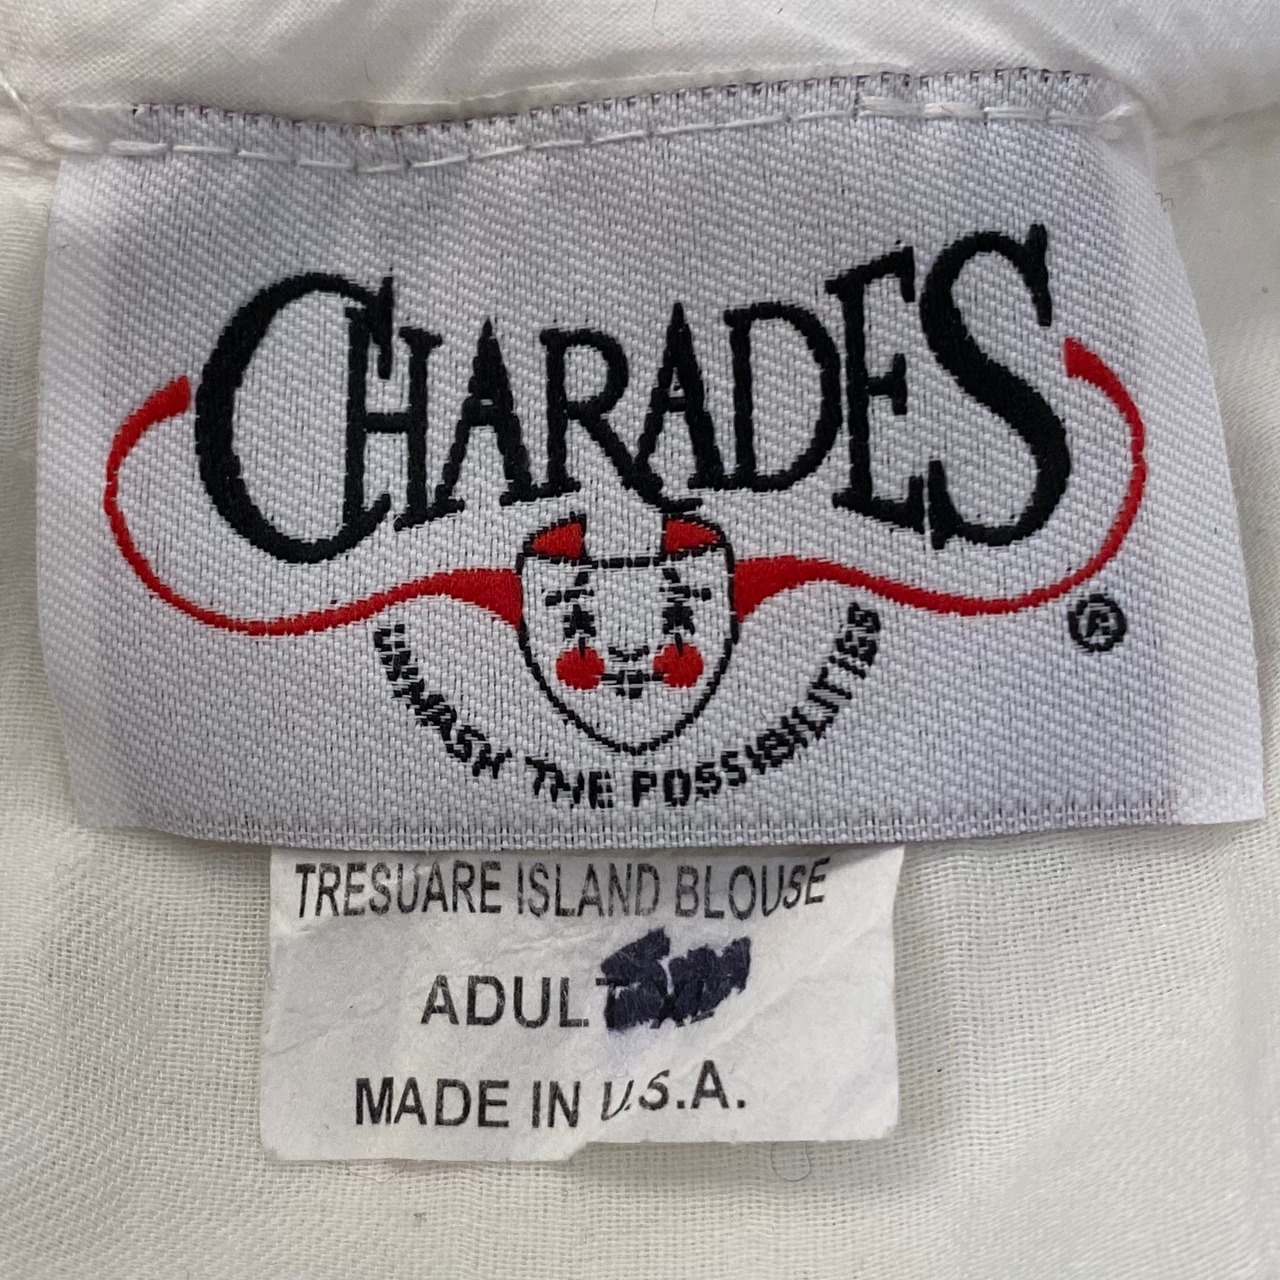 CHARADES
®
UNMASK THE POSSIBILITIES
TRESUARE ISLAND BLOUSE
ADULT
MADE IN U.S.A.